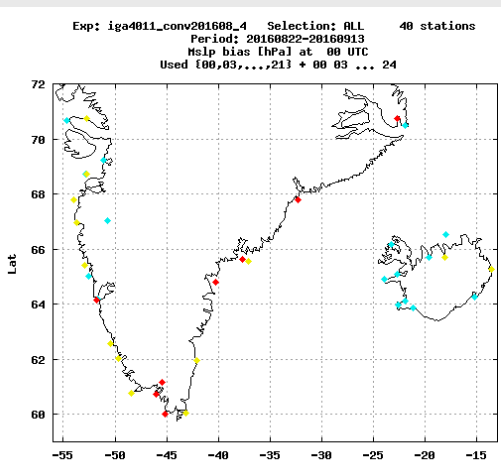 Exp: iga4011_conv201608_4 Selection: ALL 40 stations
Period: 20160822-20160913
Mslp bias [hPa] at 00 UTC
Used {00,03,...,21} + 00 03 ... 24
72
70
68
66
64
62
60
Lat
-55 -50 -45 -40 -35 -30 -25 -20 -15